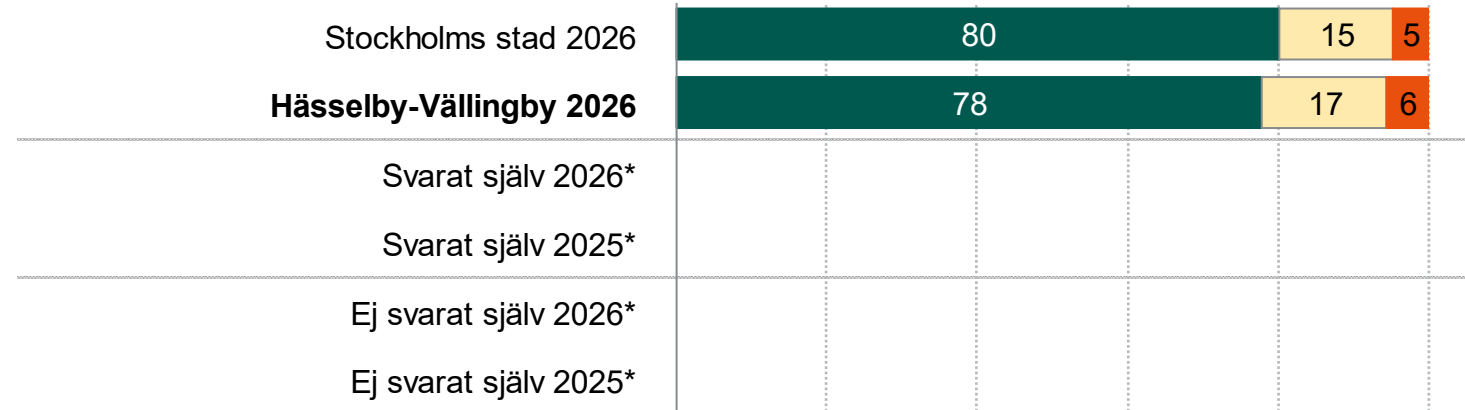 Stockholms stad 2026 80 15 5
Hässelby-Vällingby 2026 78 17 6
Svarat själv 2026*
Svarat själv 2025*
Ej svarat själv 2026*
Ej svarat själv 2025*